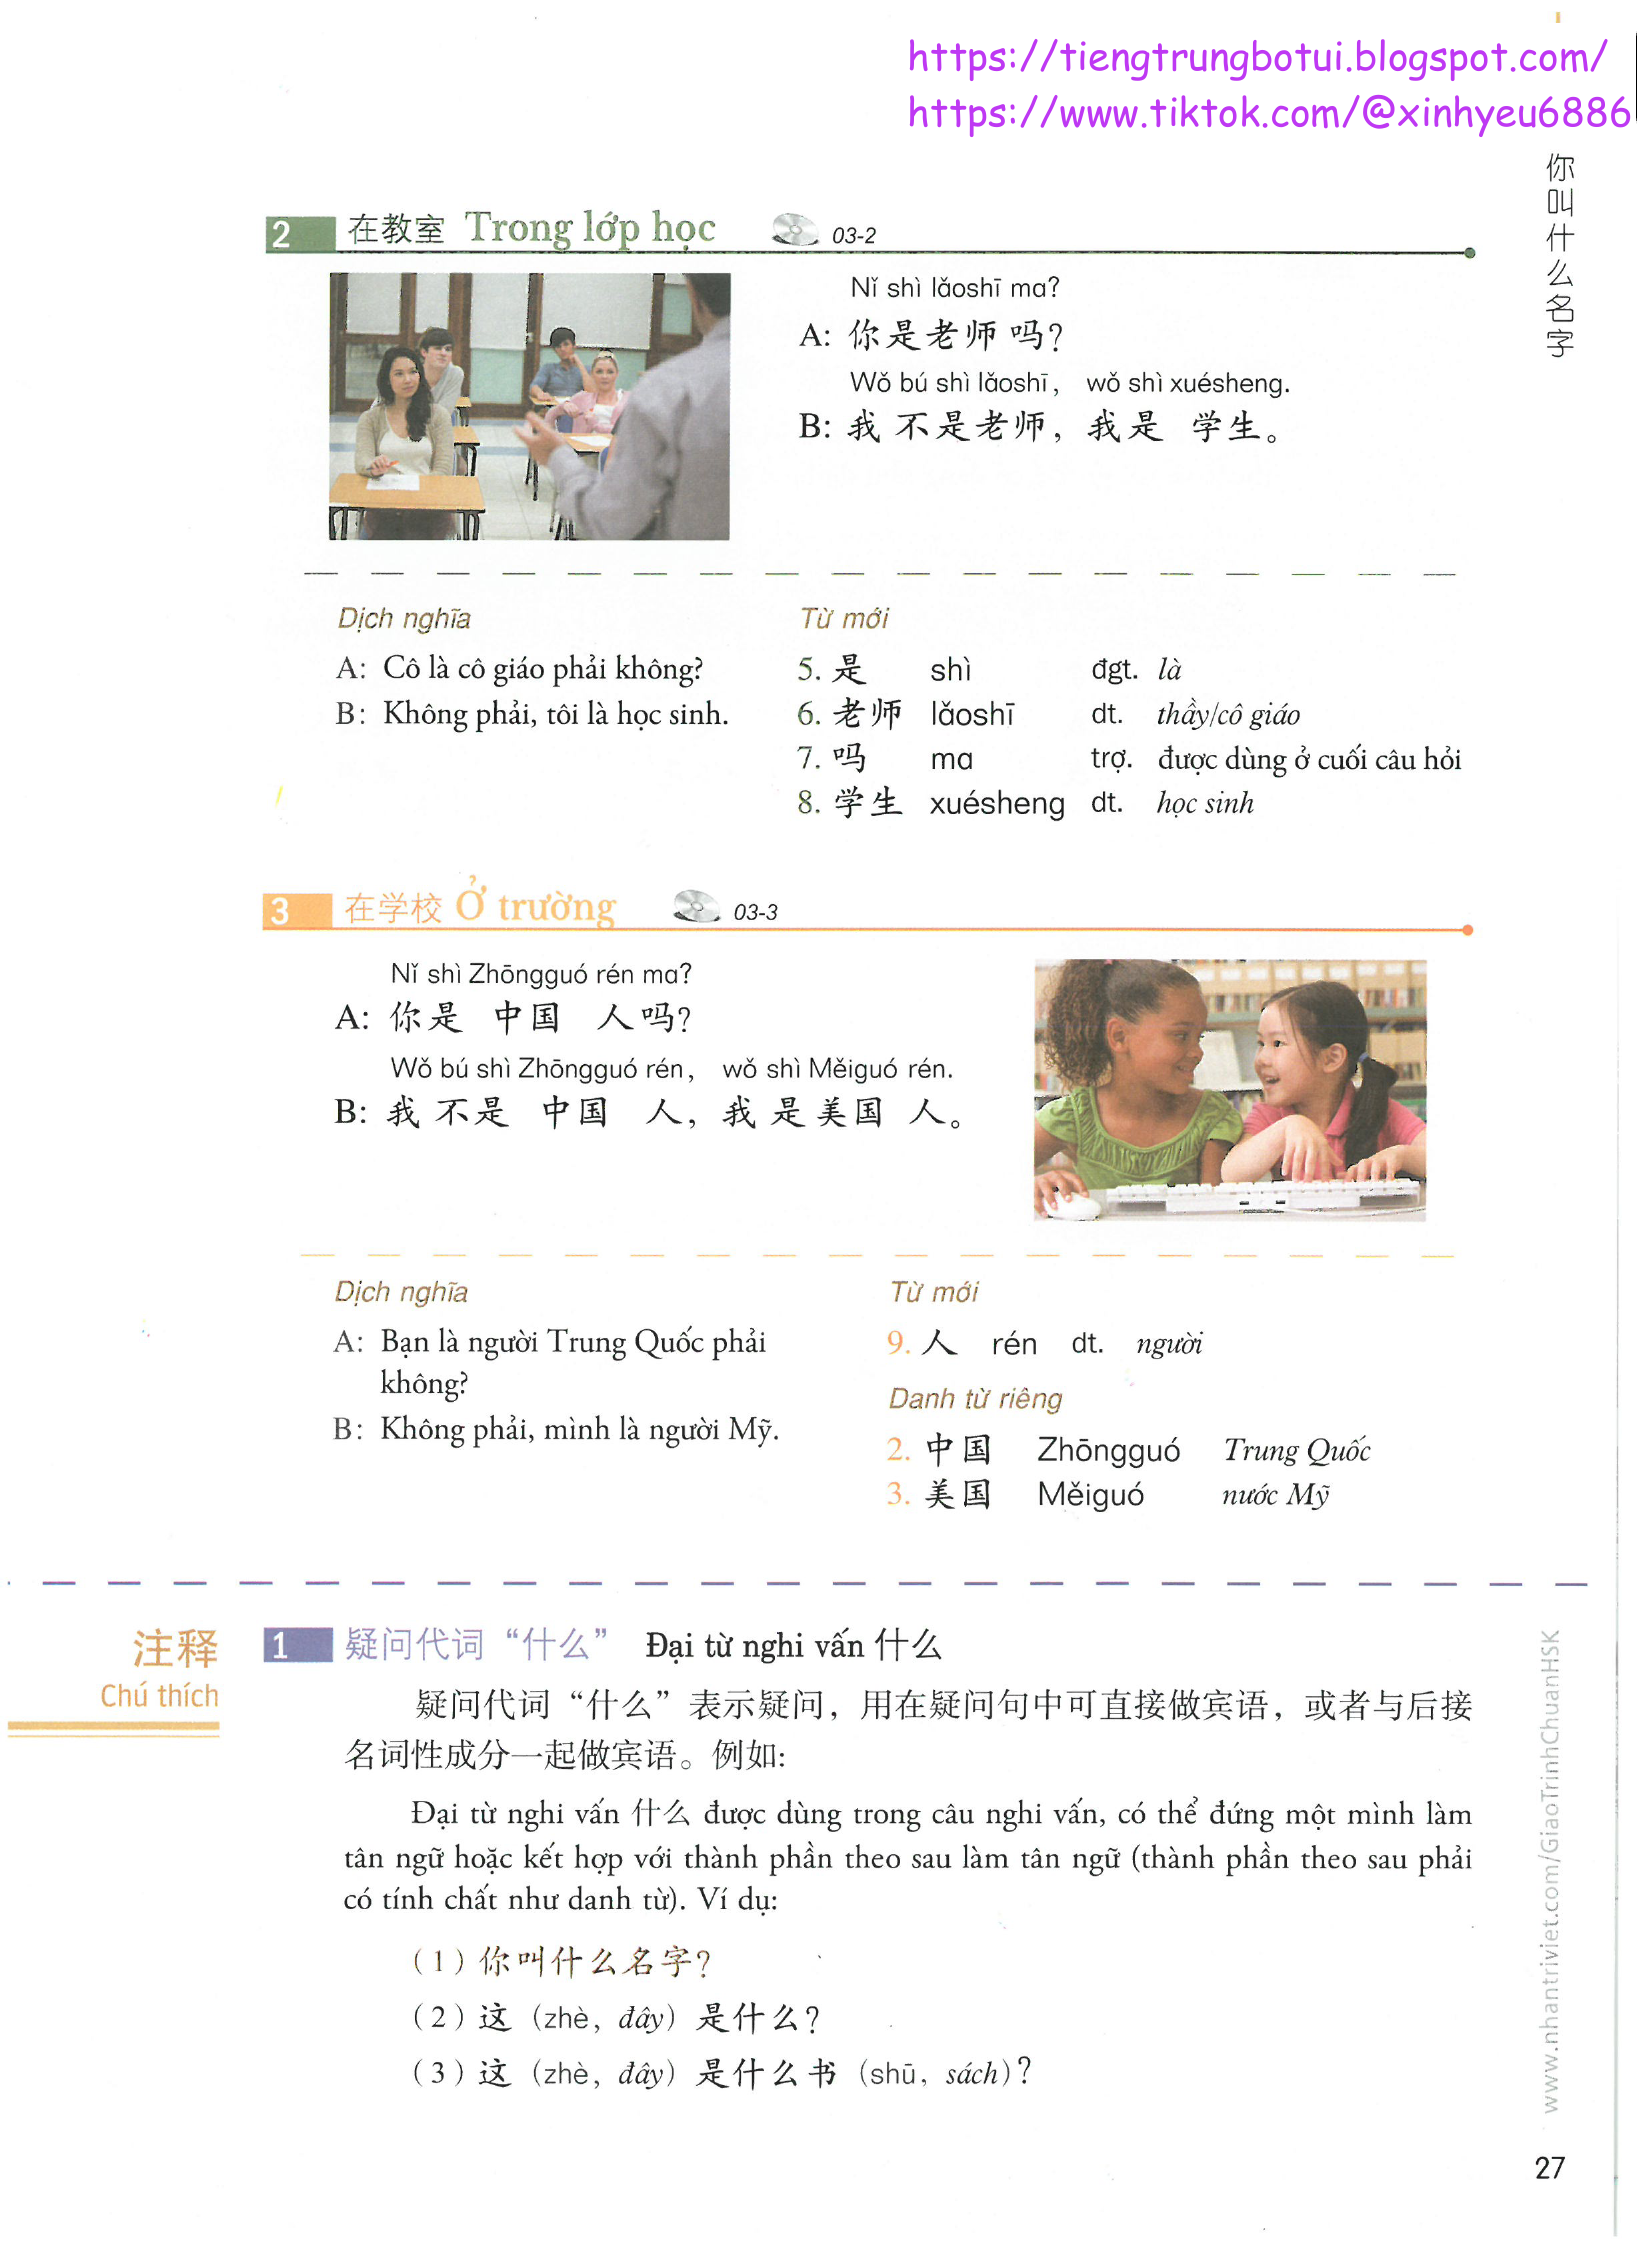 https://tiengtrungbotui.blogspot.com/
https://www.tiktok.com/@xinhyeu6886
你叫什么名字
2 在教室 Trong lớp học 03-2
Nǐ shì lǎoshī ma?
A: 你是老师吗?
Wǒ bú shì lǎoshī, wǒ shì xuésheng.
B: 我不是老师, 我是学生。
Dịch nghĩa
A: Cô là cô giáo phải không?
B: Không phải, tôi là học sinh.
Từ mới
5. 是 shì đgt. là
6. 老师 lǎoshī dt. thầy/cô giáo
7. 吗 ma trợ. được dùng ở cuối câu hỏi
8. 学生 xuésheng dt. học sinh
3 在学校 Ở trường 03-3
Nǐ shì Zhōngguó rén ma?
A: 你是中国人吗?
Wǒ bú shì Zhōngguó rén, wǒ shì Měiguó rén.
B: 我不是中国人, 我是美国人。
Dịch nghĩa
A: Bạn là người Trung Quốc phải
không?
B: Không phải, mình là người Mỹ.
Từ mới
9. 人 rén dt. người
Danh từ riêng
2. 中国 Zhōngguó Trung Quốc
3. 美国 Měiguó nước Mỹ
注释
Chú thích
1 疑问代词“什么” Đại từ nghi vấn 什么
疑问代词“什么”表示疑问, 用在疑问句中可直接做宾语, 或者与后接
名词性成分一起做宾语。例如:
Đại từ nghi vấn 什么 được dùng trong câu nghi vấn, có thể đứng một mình làm
tân ngữ hoặc kết hợp với thành phần theo sau làm tân ngữ (thành phần theo sau phải
có tính chất như danh từ). Ví dụ:
(1) 你叫什么名字?
(2) 这 (zhè, đây) 是什么?
(3) 这 (zhè, đây) 是什么书 (shū, sách)?
www.nhantriviet.com/GiaoTrinhChuanHSK
27